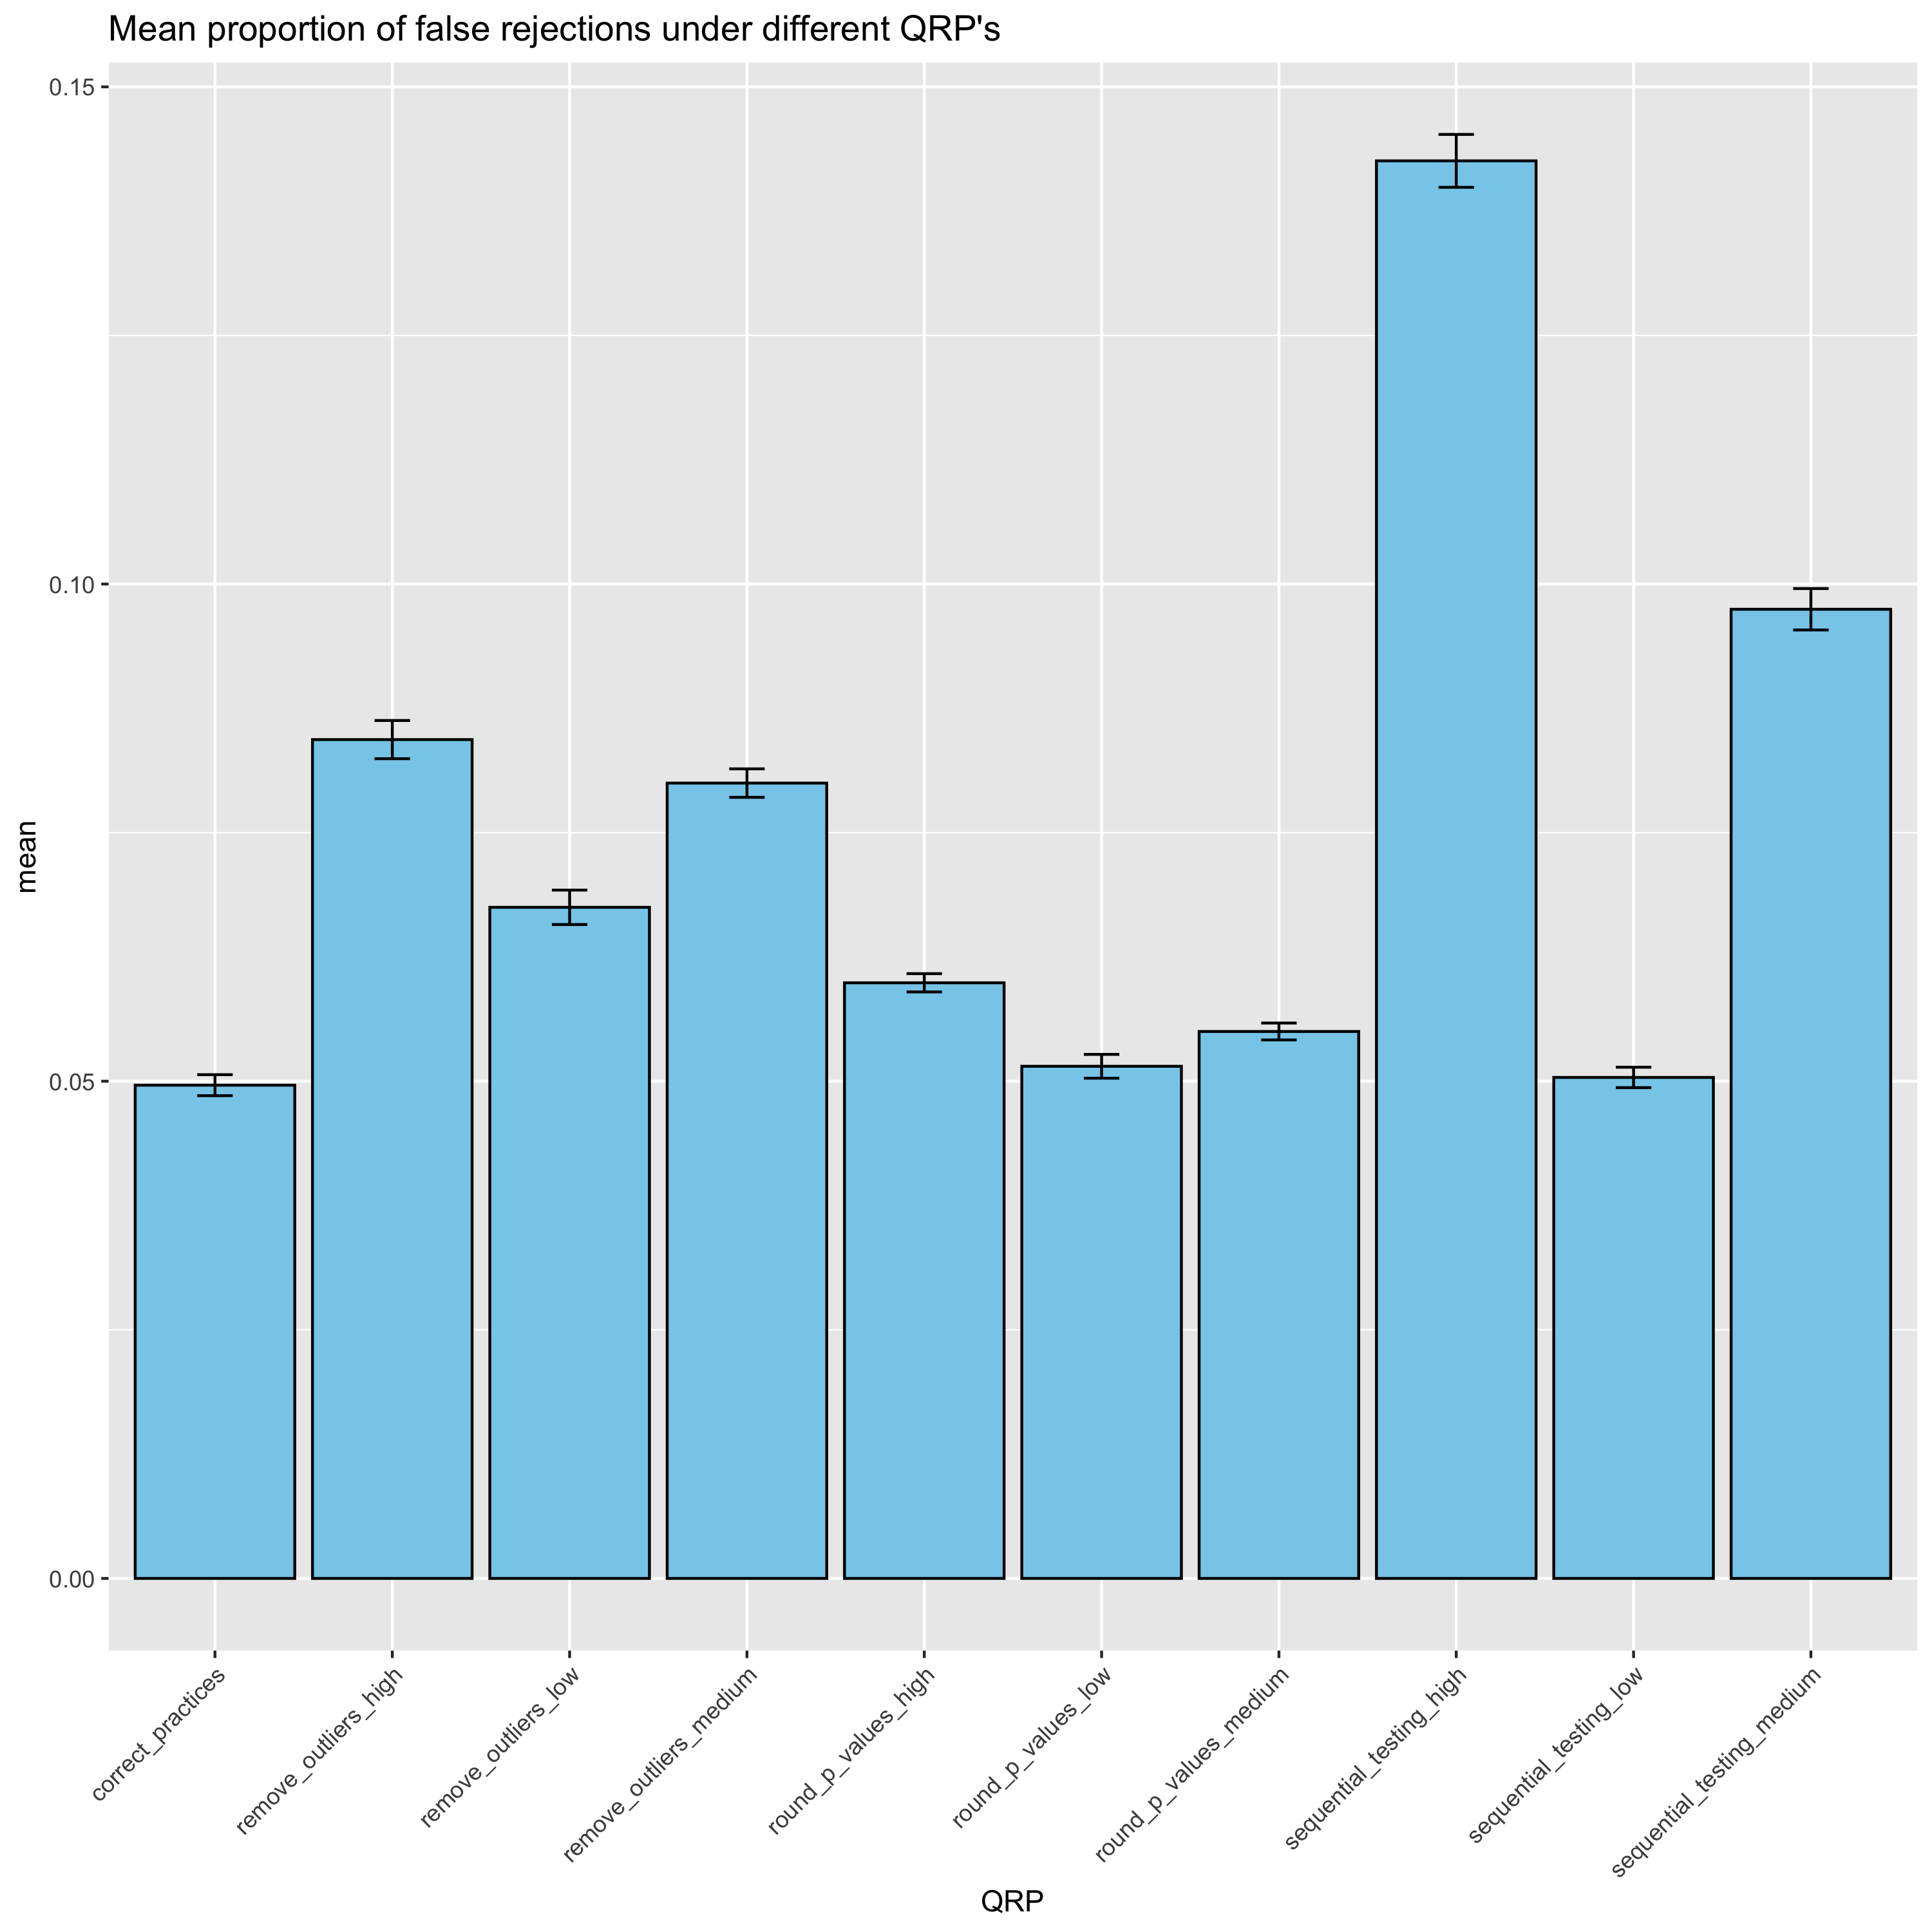 Mean proportion of false rejections under different QRP's
mean
0.15
0.10
0.05
0.00
correct_practices
remove_outliers_high
remove_outliers_low
remove_outliers_medium
round_p_values_high
round_p_values_low
round_p_values_medium
sequential_testing_high
sequential_testing_low
sequential_testing_medium
QRP